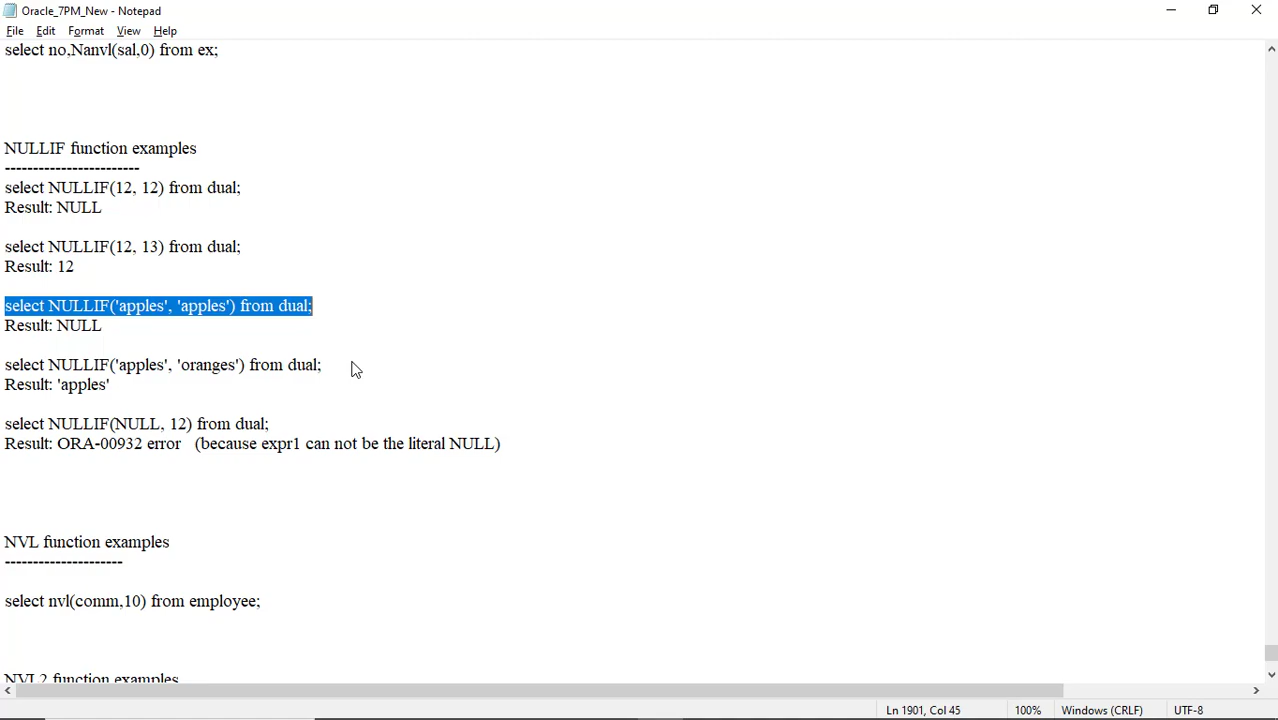 Oracle_7PM_New - Notepad
File Edit Format View Help
select no,Nanvl(sal,0) from ex;
NULLIF function examples
------------------------
select NULLIF(12, 12) from dual;
Result: NULL
select NULLIF(12, 13) from dual;
Result: 12
select NULLIF('apples', 'apples') from dual;
Result: NULL
select NULLIF('apples', 'oranges') from dual;
Result: 'apples'
select NULLIF(NULL, 12) from dual;
Result: ORA-00932 error (because expr1 can not be the literal NULL)
NVL function examples
---------------------
select nvl(comm,10) from employee;
NVL2 function examples
Ln 1901, Col 45 100% Windows (CRLF) UTF-8